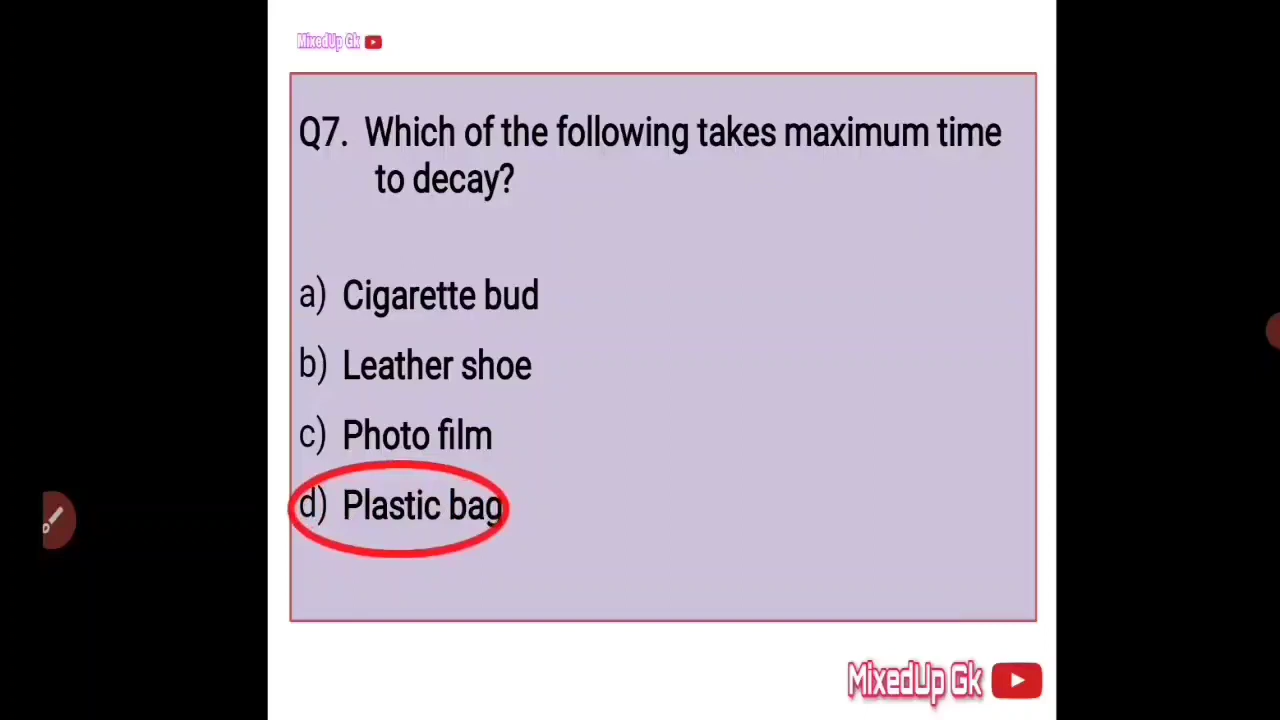 MixedUp Gk
Q7. Which of the following takes maximum time
to decay?
a) Cigarette bud
b) Leather shoe
c) Photo film
d) Plastic bag
MixedUp Gk